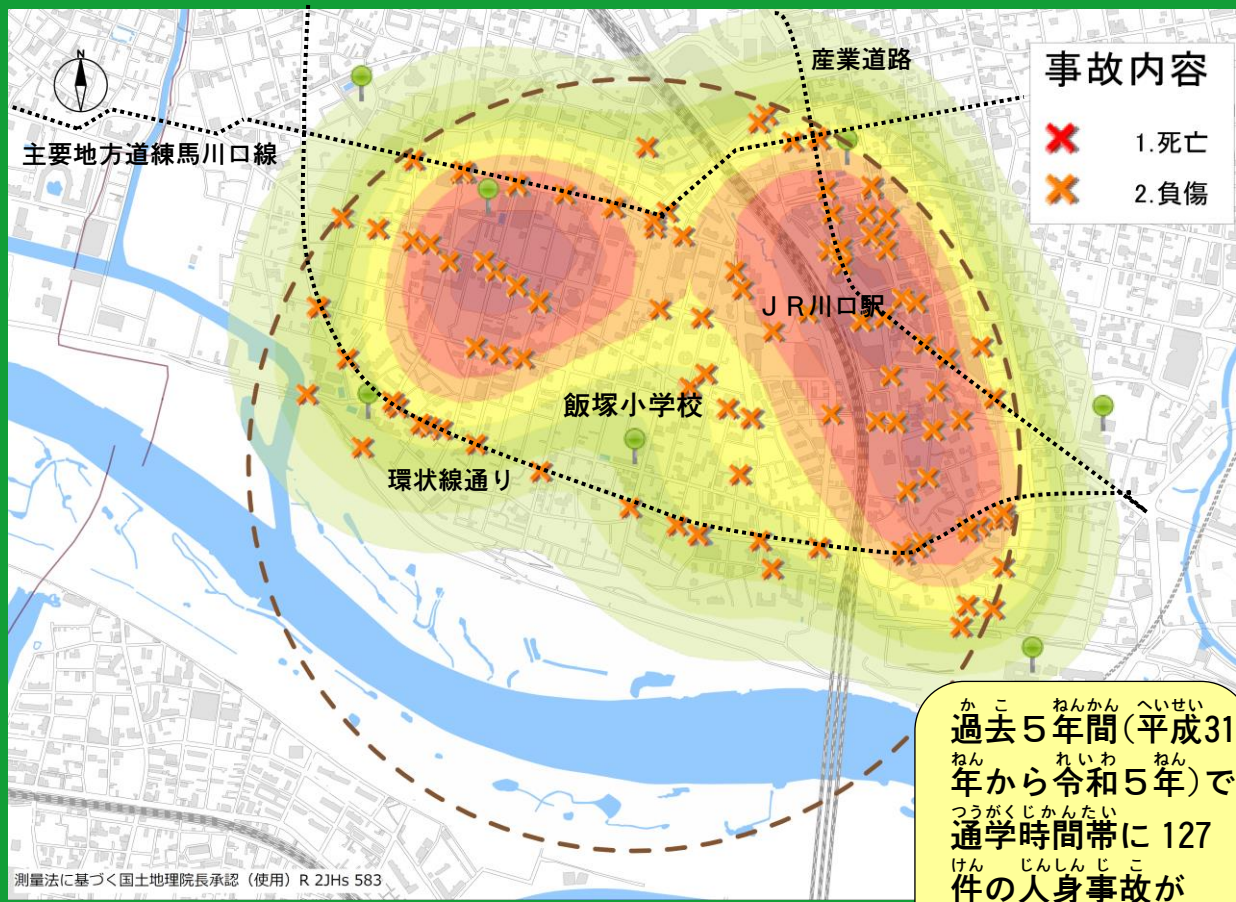 N
産業道路
事故内容
1.死亡
2.負傷
主要地方道練馬川口線
ＪＲ川口駅
飯塚小学校
環状線通り
かこ ねんかん へいせい
過去５年間（平成31
ねん れいわ ねん
年から令和５年）で
つうがくじかんたい
通学時間帯に 127
けん じんしんじこ
件の人身事故が
測量法に基づく国土地理院長承認（使用）R 2JHs 583